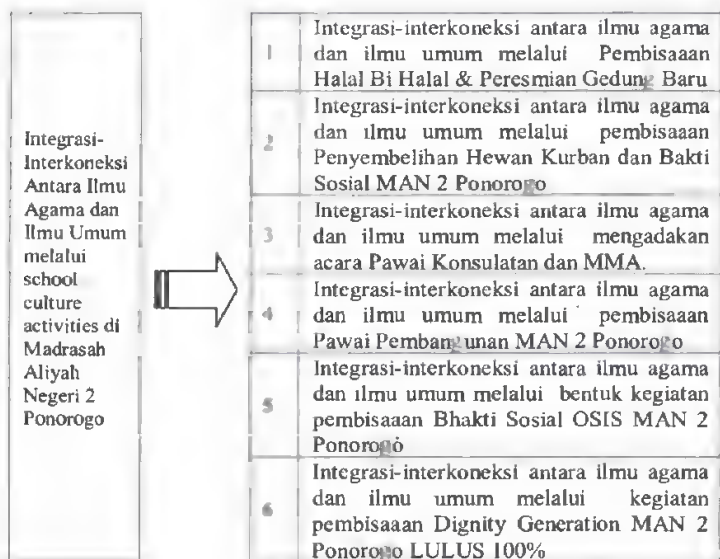 Integrasi-
Interkoneksi
Antara Ilmu
Agama dan
Ilmu Umum
melalui
school
culture
activities di
Madrasah
Aliyah
Negeri 2
Ponorogo
1
Integrasi-interkoneksi antara ilmu agama
dan ilmu umum melalui Pembisaaan
Halal Bi Halal & Peresmian Gedung Baru
2
Integrasi-interkoneksi antara ilmu agama
dan ilmu umum melalui pembisaaan
Penyembelihan Hewan Kurban dan Bakti
Sosial MAN 2 Ponorogo
3
Integrasi-interkoneksi antara ilmu agama
dan ilmu umum melalui mengadakan
acara Pawai Konsulatan dan MMA.
4
Integrasi-interkoneksi antara ilmu agama
dan ilmu umum melalui pembisaaan
Pawai Pembangunan MAN 2 Ponorogo
5
Integrasi-interkoneksi antara ilmu agama
dan ilmu umum melalui bentuk kegiatan
pembisaaan Bhakti Sosial OSIS MAN 2
Ponorogo
6
Integrasi-interkoneksi antara ilmu agama
dan ilmu umum melalui kegiatan
pembisaaan Dignity Generation MAN 2
Ponorogo LULUS 100%